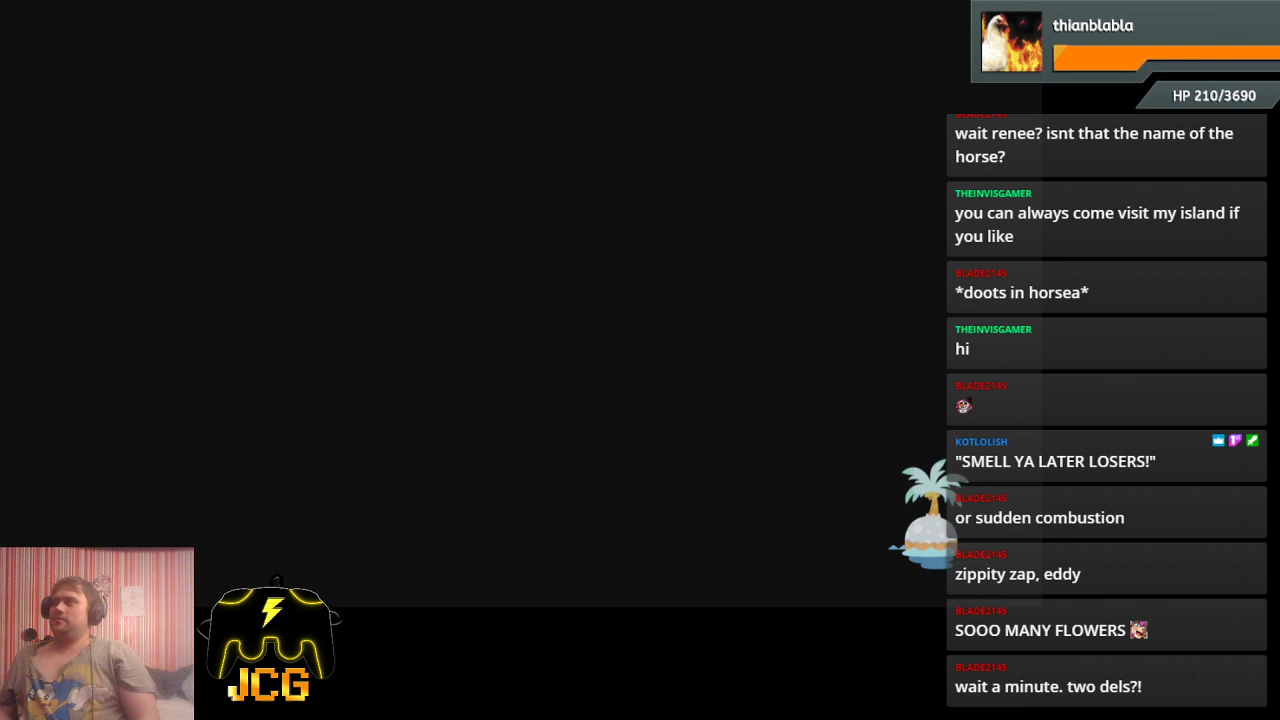 thianblabla
HP 210/3690
BLADE2145
wait renee? isnt that the name of the
horse?
THEINVISGAMER
you can always come visit my island if
you like
BLADE2145
*doots in horsea*
THEINVISGAMER
hi
BLADE2145
KOTLOLISH
"SMELL YA LATER LOSERS!"
BLADE2145
or sudden combustion
BLADE2145
zippity zap, eddy
BLADE2145
SOOO MANY FLOWERS
BLADE2145
wait a minute. two dels?!
JCG